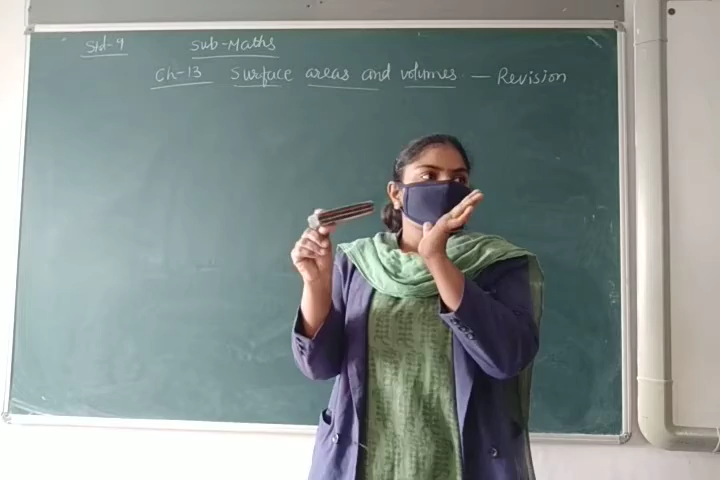 Std-9
Sub-Maths
Ch-13 Surface areas and volumes — Revision